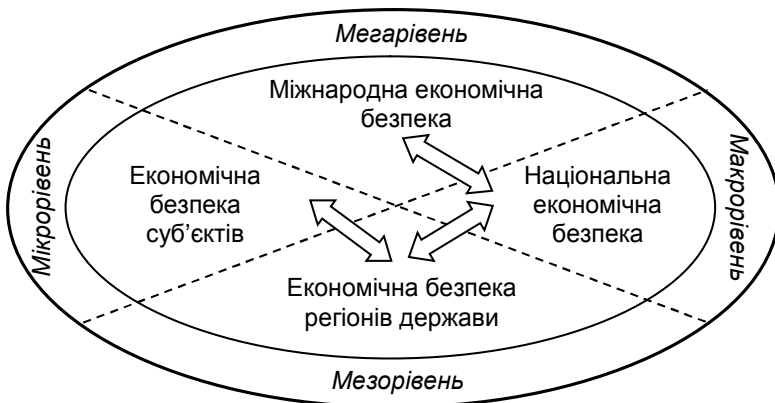 Мегарівень
Міжнародна економічна
безпека
Мікрорівень
Економічна
безпека
суб’єктів
Національна
економічна
безпека
Макрорівень
Економічна безпека
регіонів держави
Мезорівень